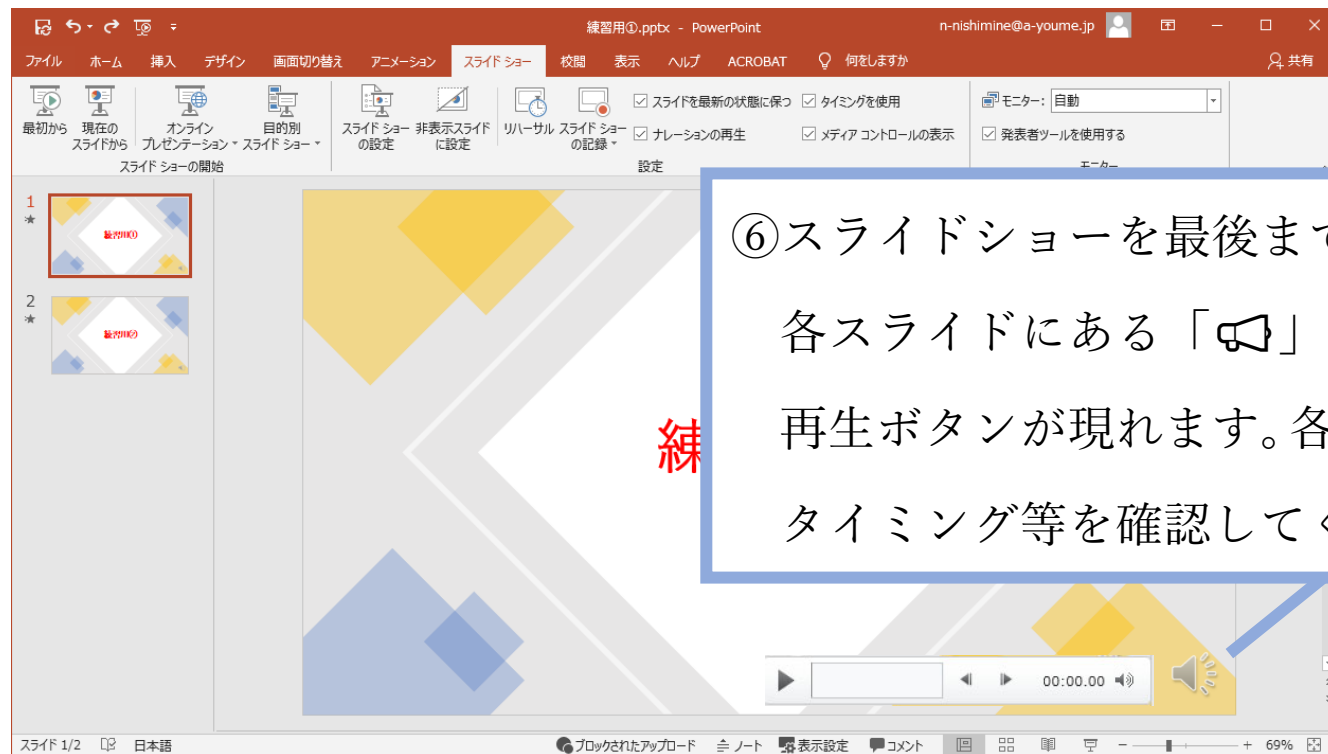 練習用①.pptx - PowerPoint
n-nishimine@a-youme.jp
ファイル ホーム 挿入 デザイン 画面切り替え アニメーション スライド ショー 校閲 表示 ヘルプ ACROBAT 何をしますか 共有
最初から
現在の
スライドから
オンライン
プレゼンテーション
目的別
スライド ショー
スライド ショーの開始
スライド ショー
の設定
非表示スライド
に設定
リハーサル
スライド ショー
の記録
スライドを最新の状態に保つ
ナレーションの再生
タイミングを使用
メディア コントロールの表示
設定
モニター: 自動
発表者ツールを使用する
モニター
1
練習用①
2
練習用②
練
⑥スライドショーを最後まで
各スライドにある「」
再生ボタンが現れます。各
タイミング等を確認してく
00:00.00
スライド 1/2 日本語 ブロックされたアップロード ノート 表示設定 コメント - + 69%